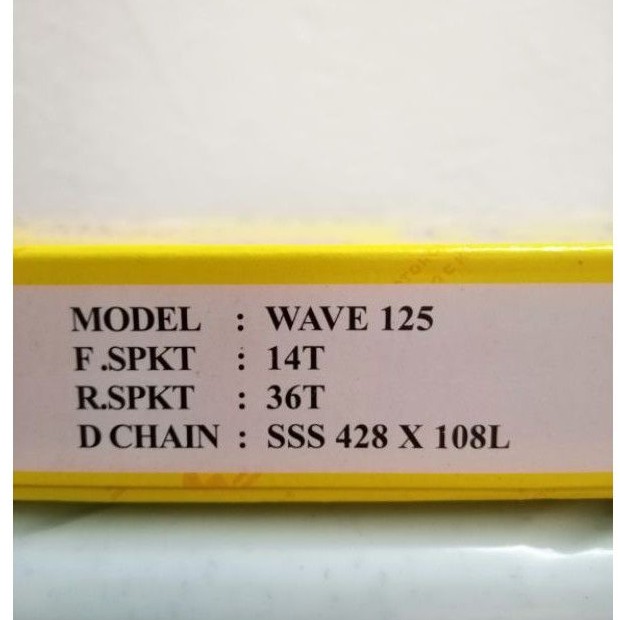 MODEL : WAVE 125
F .SPKT : 14T
R.SPKT : 36T
D CHAIN : SSS 428 X 108L